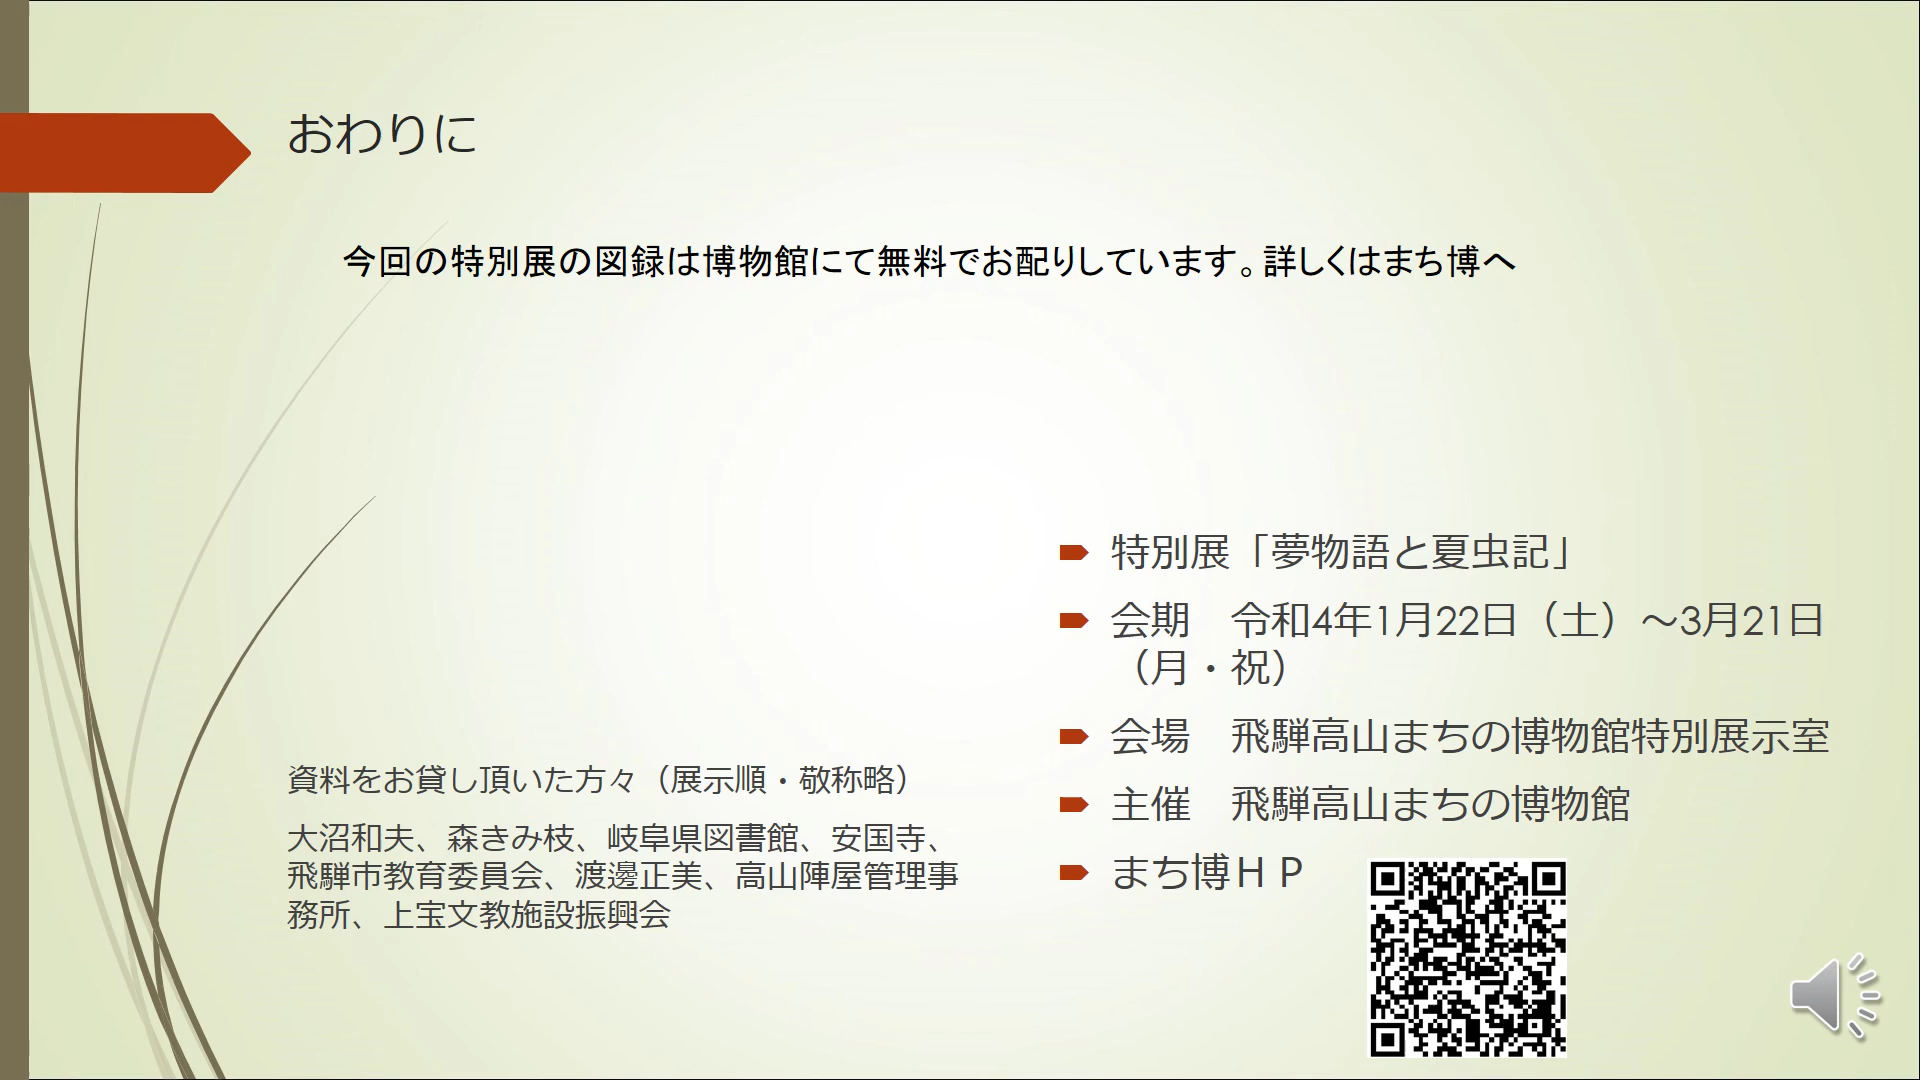 おわりに
今回の特別展の図録は博物館にて無料でお配りしています。詳しくはまち博へ
特別展「夢物語と夏虫記」
会期　令和4年1月22日（土）～3月21日
（月・祝）
会場　飛騨高山まちの博物館特別展示室
主催　飛騨高山まちの博物館
まち博ＨＰ
資料をお貸し頂いた方々（展示順・敬称略）
大沼和夫、森きみ枝、岐阜県図書館、安国寺、
飛騨市教育委員会、渡邊正美、高山陣屋管理事
務所、上宝文教施設振興会